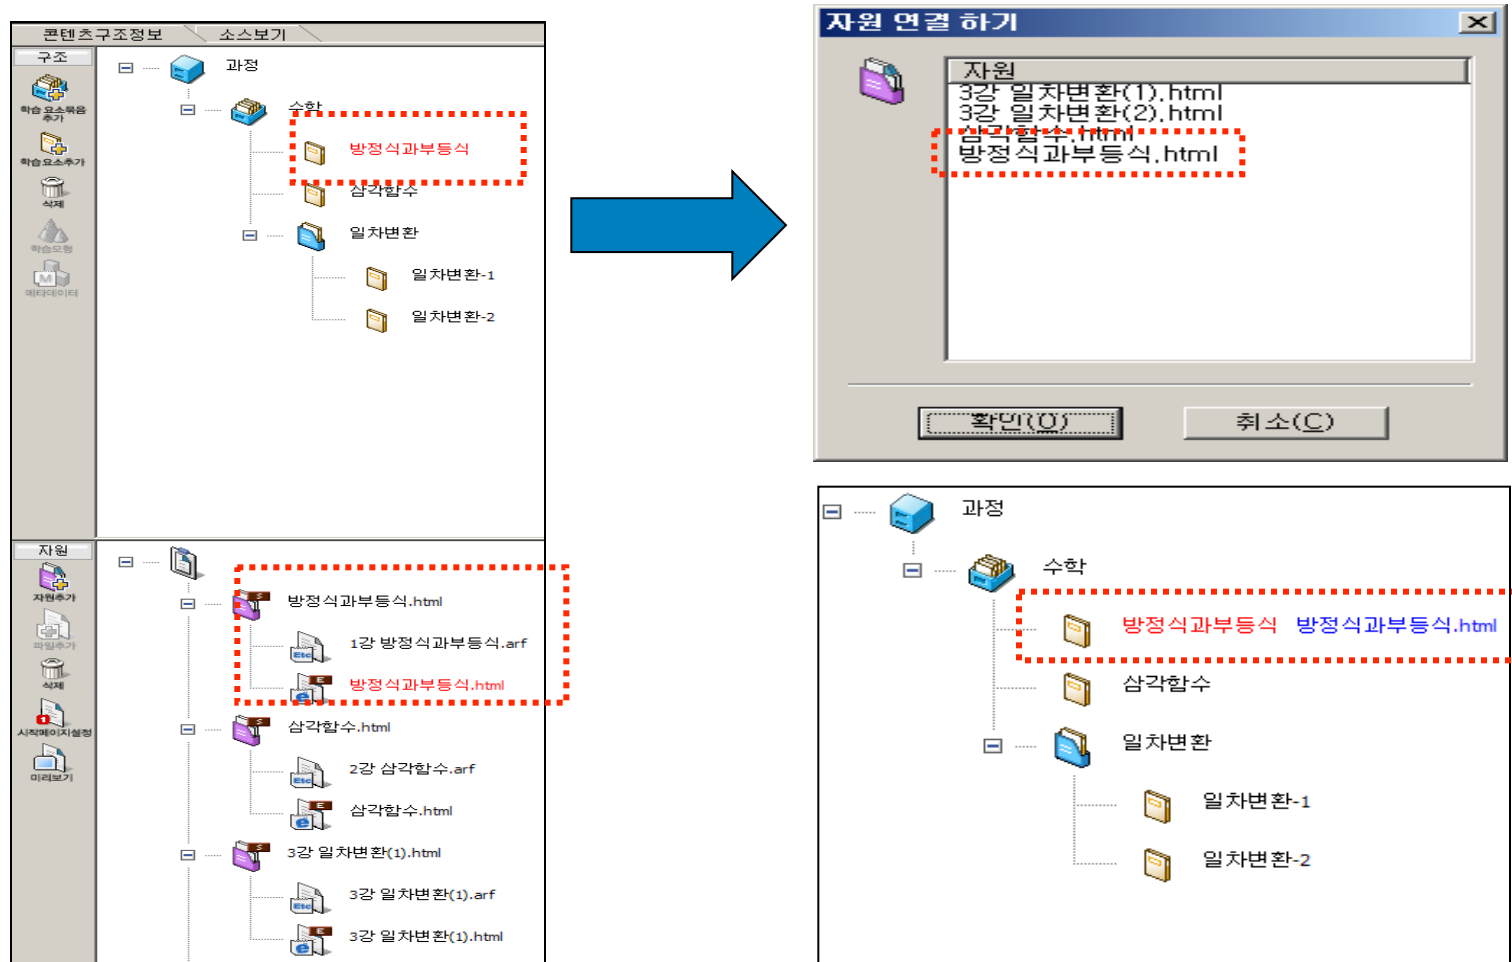 콘텐츠구조정보
소스보기
구조
학습 요소묶음
추가
학습요소추가
삭제
학습모형
메타데이터
과정
수학
방정식과부등식
삼각함수
일차변환
일차변환-1
일차변환-2
자원
자원추가
파일추가
삭제
시작페이지설정
미리보기
방정식과부등식.html
1강 방정식과부등식.arf
방정식과부등식.html
삼각함수.html
2강 삼각함수.arf
삼각함수.html
3강 일차변환(1).html
3강 일차변환(1).arf
3강 일차변환(1).html
자원 연결 하기
자원
3강 일차변환(1).html
3강 일차변환(2).html
삼각함수.html
방정식과부등식.html
확인(O)
취소(C)
과정
수학
방정식과부등식 방정식과부등식.html
삼각함수
일차변환
일차변환-1
일차변환-2